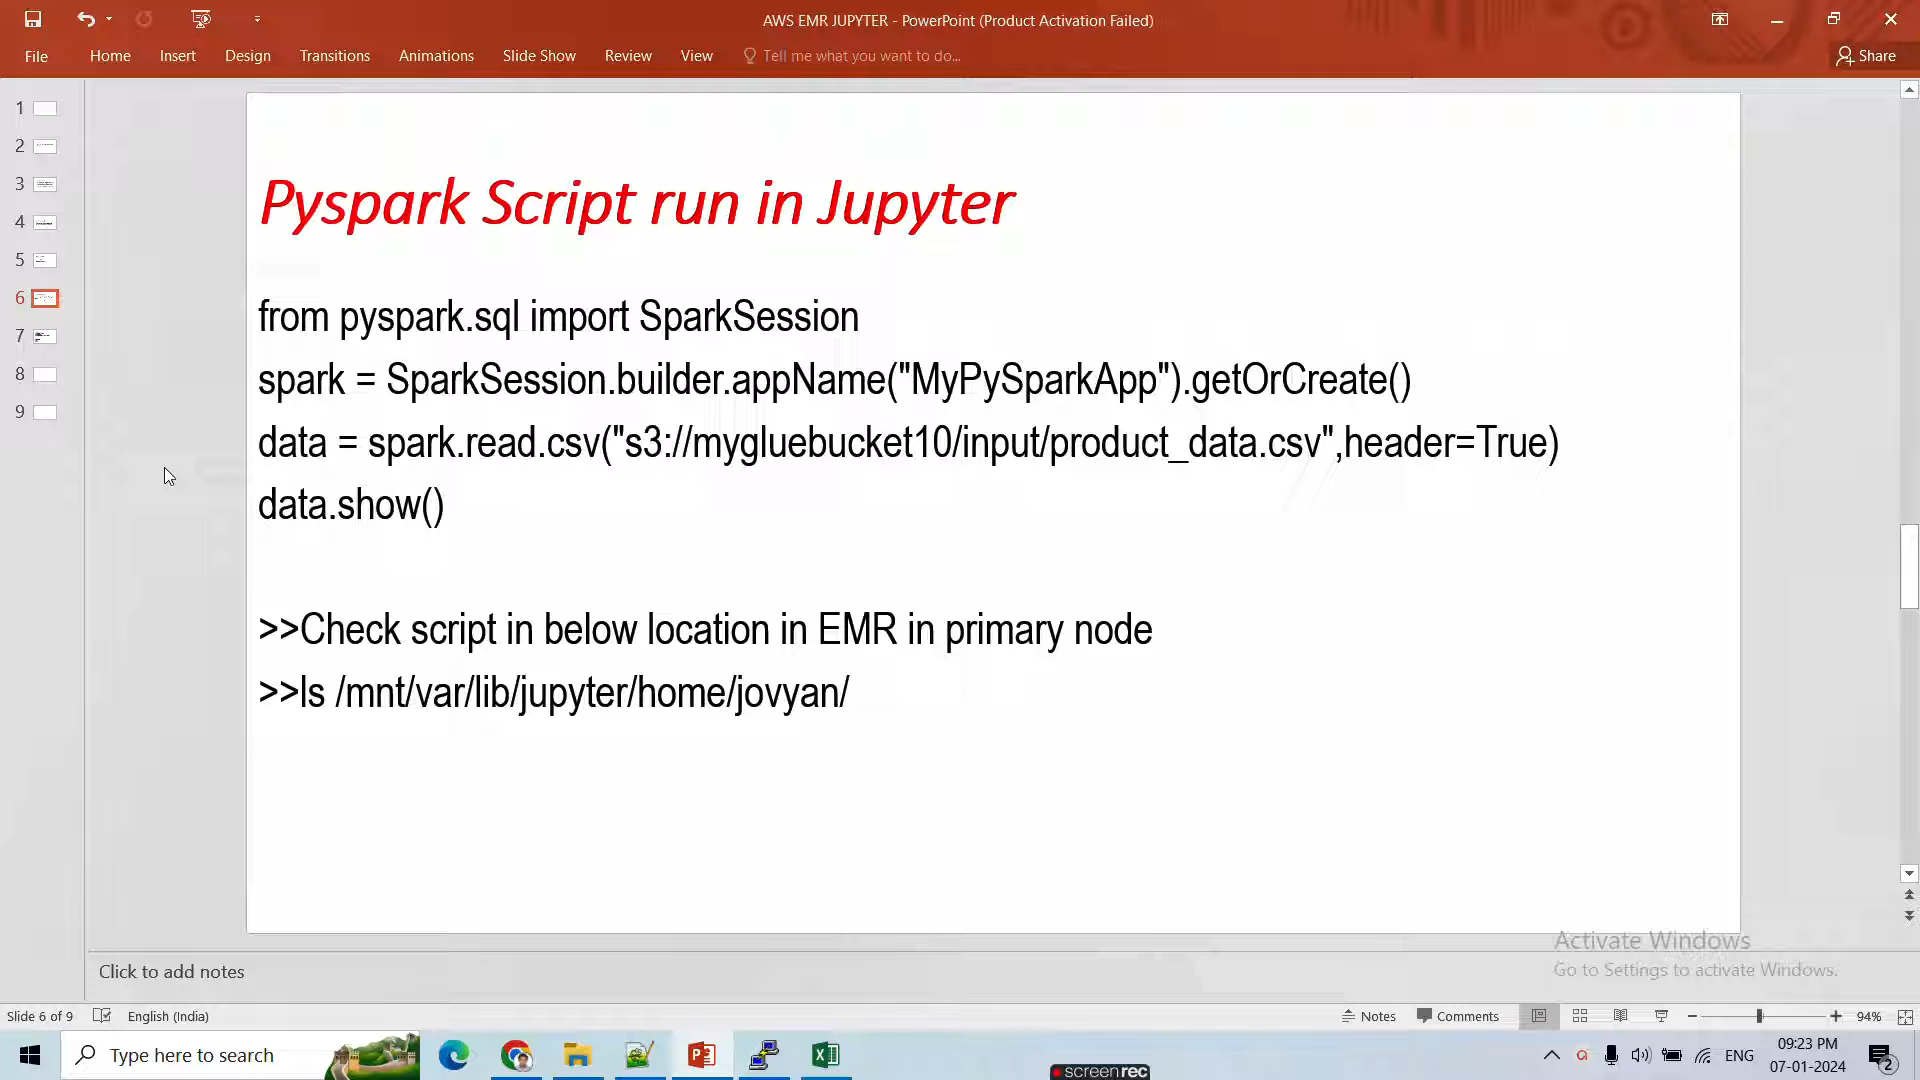 AWS EMR JUPYTER - PowerPoint (Product Activation Failed)
File Home Insert Design Transitions Animations Slide Show Review View Tell me what you want to do... Share
1
2
3
4
5
6
7
8
9
Pyspark Script run in Jupyter
from pyspark.sql import SparkSession
spark = SparkSession.builder.appName("MyPySparkApp").getOrCreate()
data = spark.read.csv("s3://mygluebucket10/input/product_data.csv",header=True)
data.show()
>>Check script in below location in EMR in primary node
>>ls /mnt/var/lib/jupyter/home/jovyan/
Activate Windows
Go to Settings to activate Windows.
Click to add notes
Slide 6 of 9 English (India) Notes Comments 94%
Type here to search ENG 09:23 PM
07-01-2024 2
screenrec